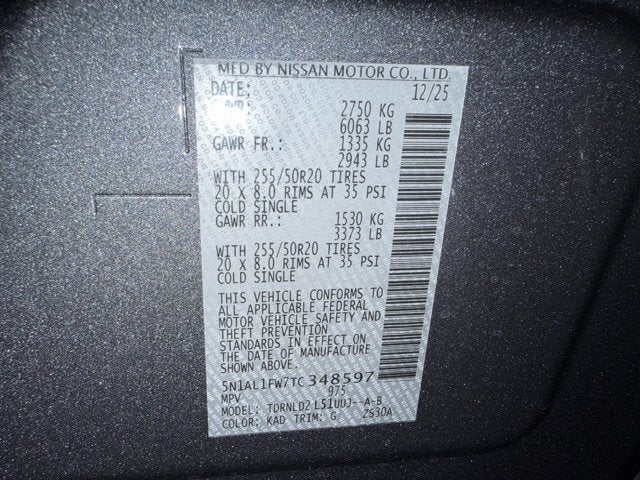 MFD BY NISSAN MOTOR CO., LTD.
DATE: 12/25
2750 KG
6063 LB
GAWR FR.: 1335 KG
2943 LB
WITH 255/50R20 TIRES
20 X 8.0 RIMS AT 35 PSI
COLD SINGLE
GAWR RR.: 1530 KG
3373 LB
WITH 255/50R20 TIRES
20 X 8.0 RIMS AT 35 PSI
COLD SINGLE
THIS VEHICLE CONFORMS TO
ALL APPLICABLE FEDERAL
MOTOR VEHICLE SAFETY AND
THEFT PREVENTION
STANDARDS IN EFFECT ON
THE DATE OF MANUFACTURE
SHOWN ABOVE.
5N1AL1FW7TC348597
MPV 975
MODEL: TDRNLD2 L51UUJ--A-B
COLOR: KAD TRIM: G 2530A